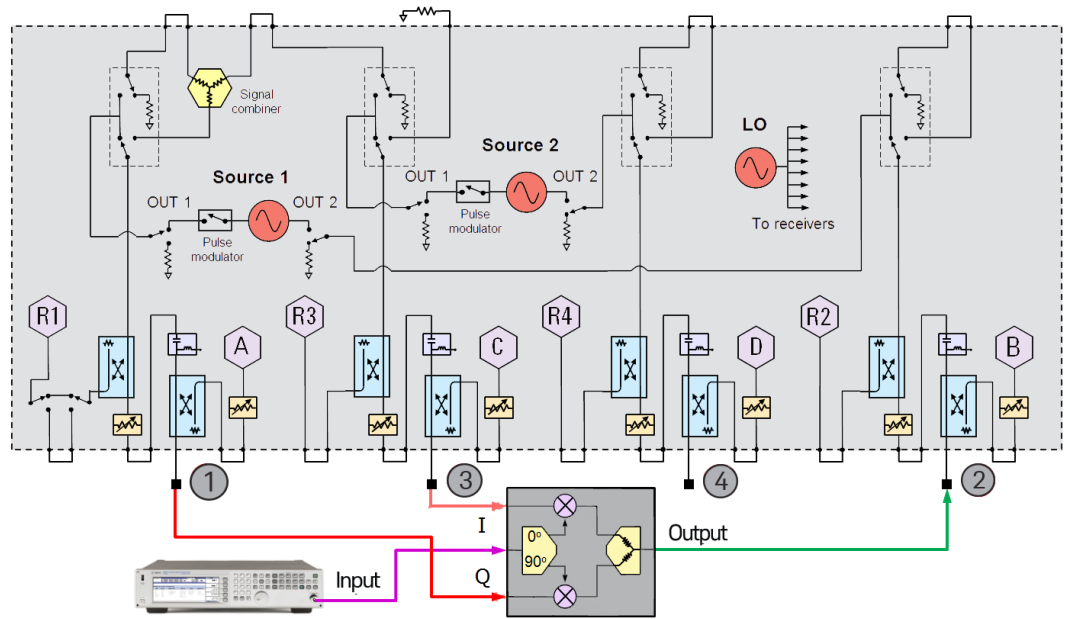 Signal
combiner
LO
Source 1
Source 2
OUT 1
OUT 2
OUT 1
OUT 2
Pulse
modulator
Pulse
modulator
To receivers
R1
A
R3
C
R4
D
R2
B
1
3
4
2
I
0°
90°
Output
Input
Q